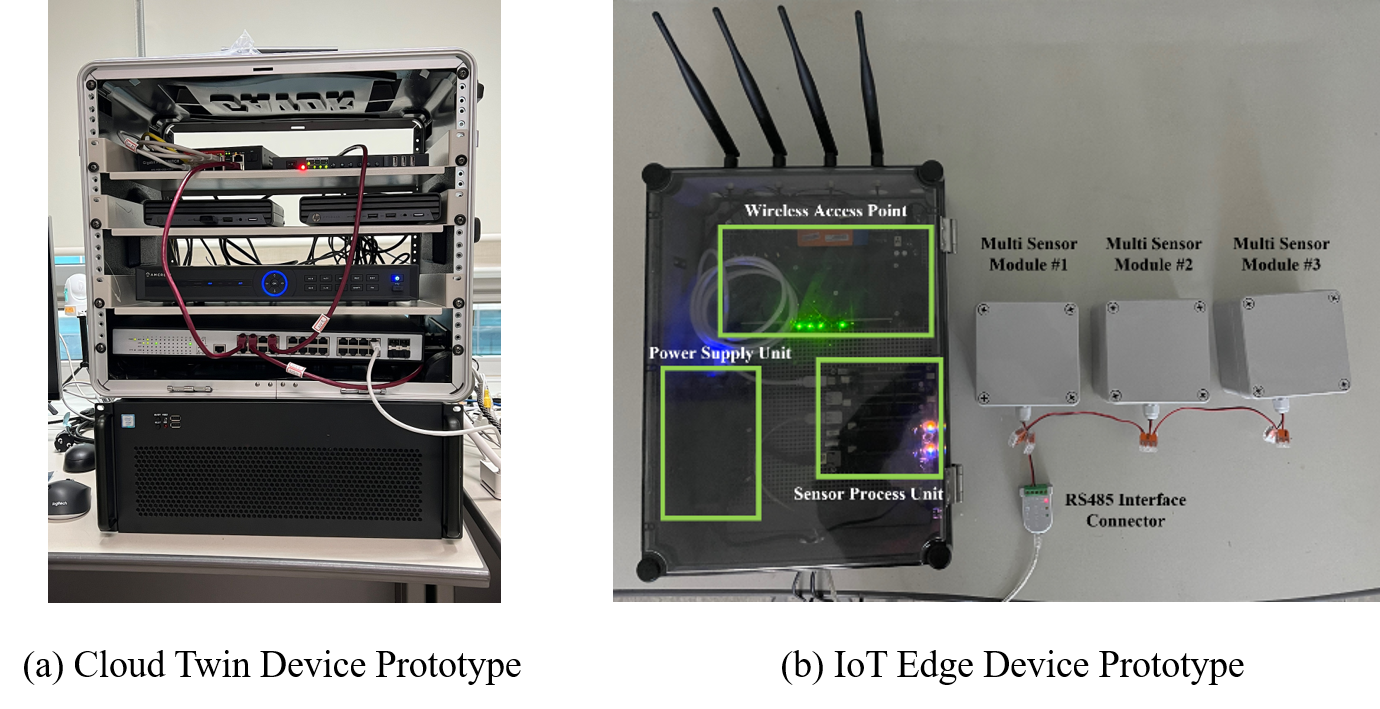 Wireless Access Point
Multi Sensor
Module #1
Multi Sensor
Module #2
Multi Sensor
Module #3
Power Supply Unit
Sensor Process Unit
RS485 Interface
Connector
(a) Cloud Twin Device Prototype
(b) IoT Edge Device Prototype